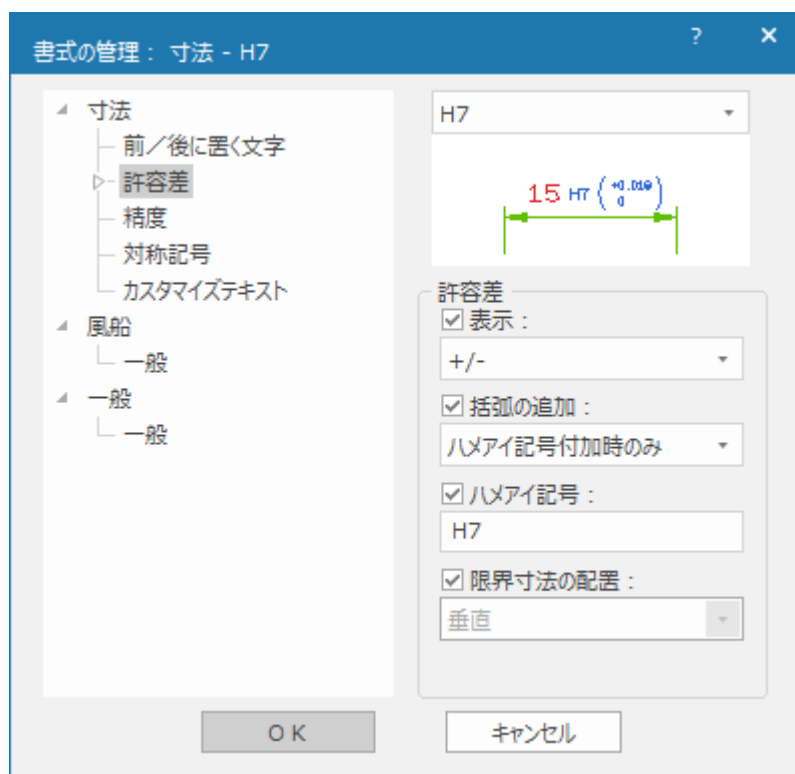 書式の管理： 寸法 - H7
?
×
寸法
前／後に置く文字
許容差
精度
対称記号
カスタマイズテキスト
風船
一般
一般
一般
H7
15 H7 ( +0.018 0 )
許容差
表示：
+/-
括弧の追加：
ハメアイ記号付加時のみ
ハメアイ記号：
H7
限界寸法の配置：
垂直
OK
キャンセル